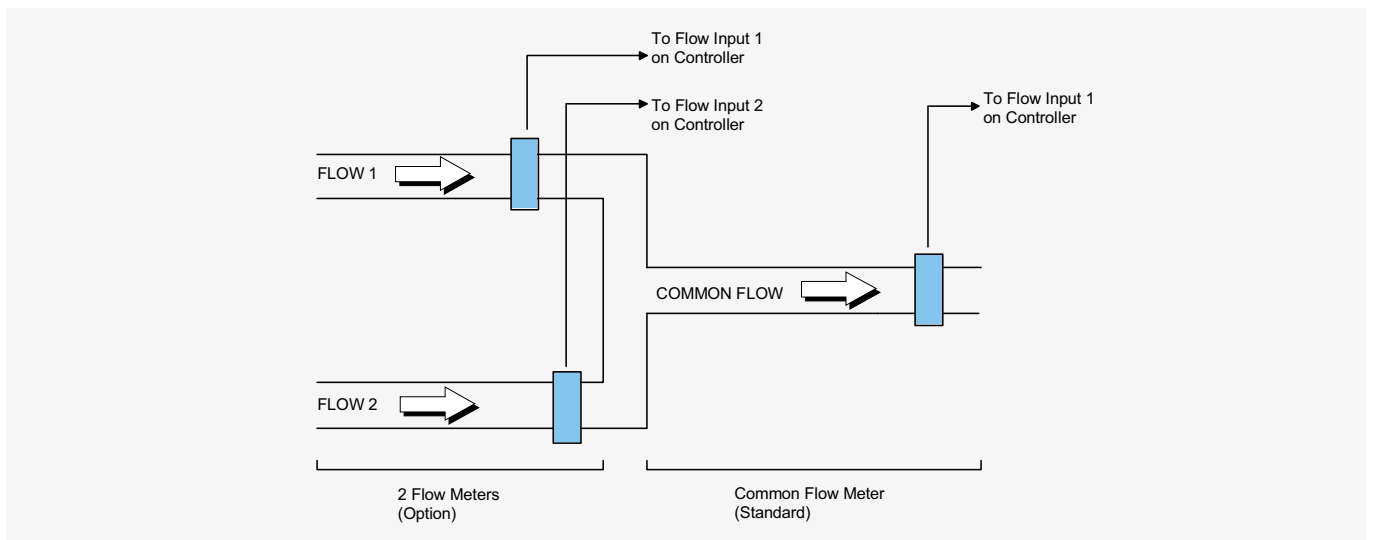 To Flow Input 1
on Controller
To Flow Input 2
on Controller
To Flow Input 1
on Controller
FLOW 1
COMMON FLOW
FLOW 2
2 Flow Meters
(Option)
Common Flow Meter
(Standard)